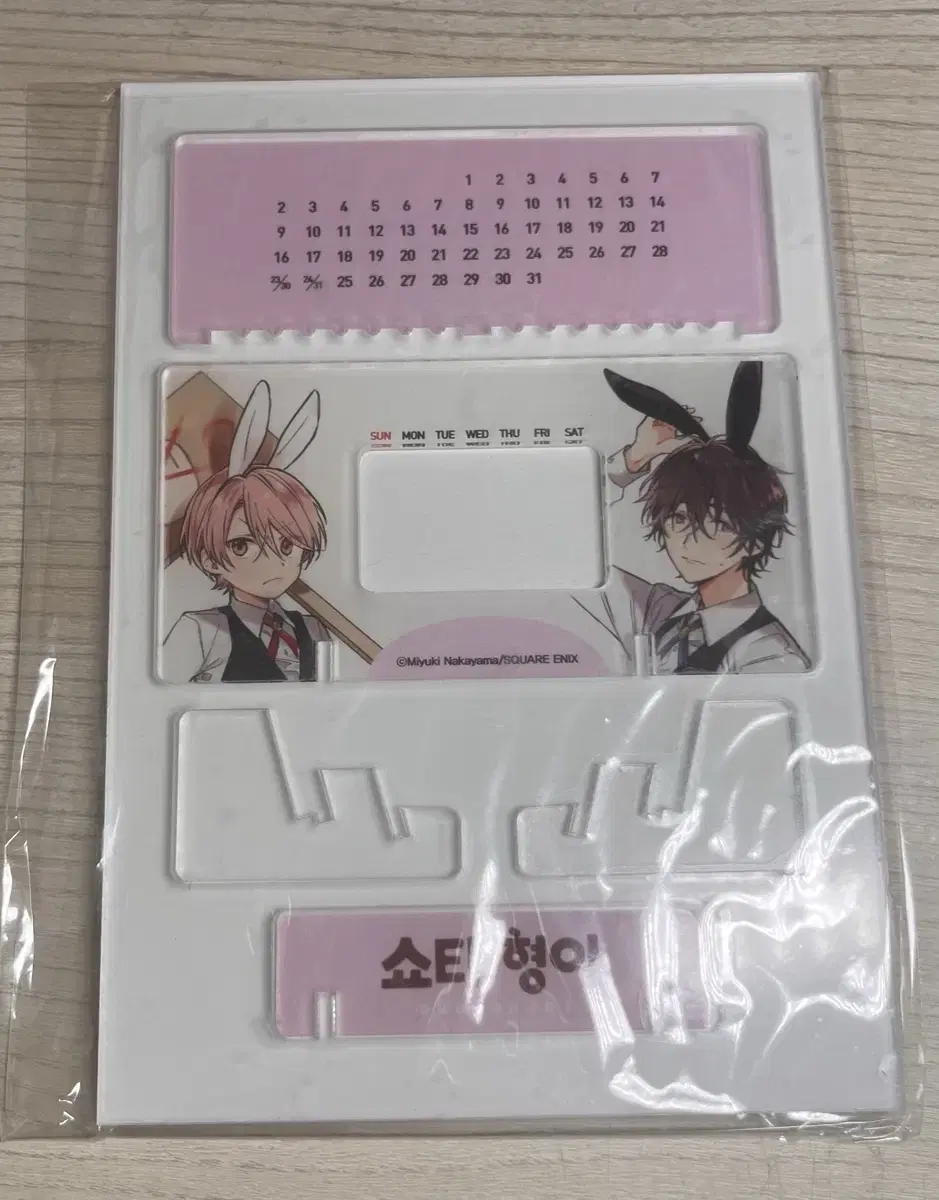 1 2 3 4 5 6 7
2 3 4 5 6 7 8 9 10 11 12 13 14
9 10 11 12 13 14 15 16 17 18 19 20 21
16 17 18 19 20 21 22 23 24 25 26 27 28
23/30 24/31 25 26 27 28 29 30 31
SUN MON TUE WED THU FRI SAT
©Miyuki Nakayama/SQUARE ENIX
쇼타 형아